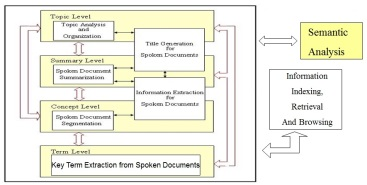 Topic Level
Topic Analysis
and
Organization
Title Generation
for
Spoken Documents
Summary Level
Spoken Document
Summarization
Information Extraction
for
Spoken Documents
Concept Level
Spoken Document
Segmentation
Term Level
Key Term Extraction from Spoken Documents
Semantic
Analysis
Information
Indexing,
Retrieval
And Browsing